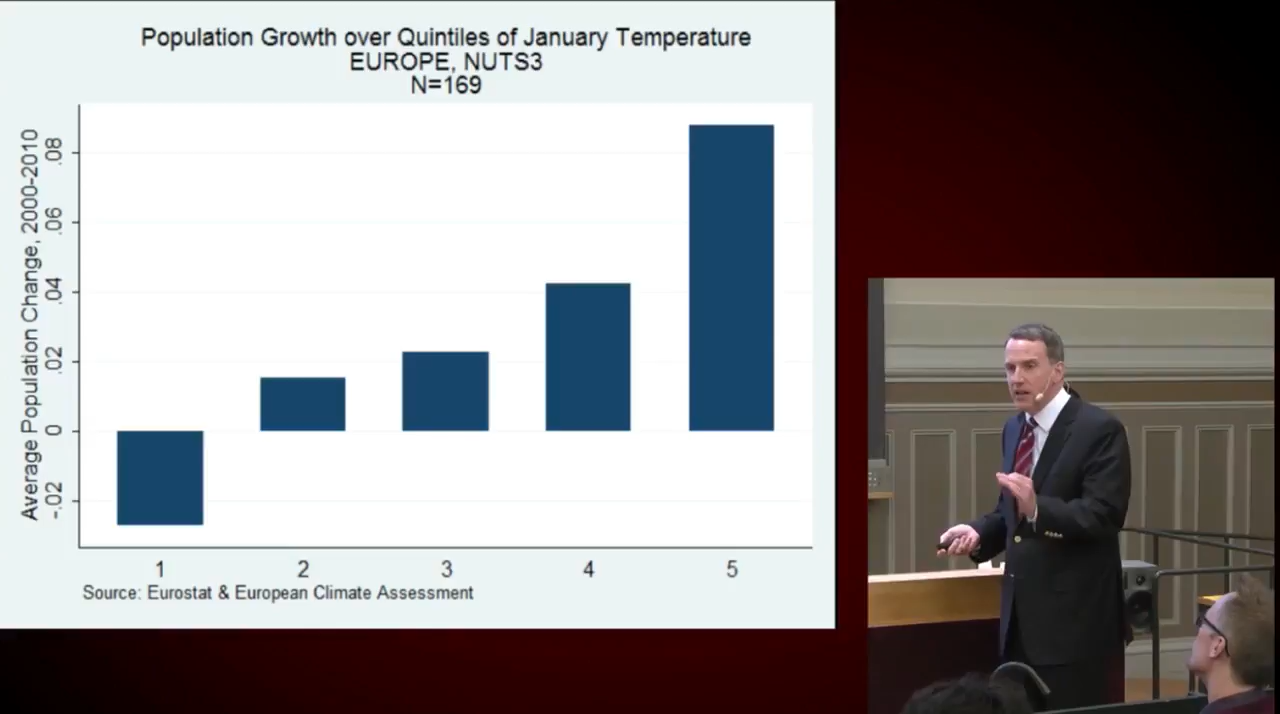 Population Growth over Quintiles of January Temperature
EUROPE, NUTS3
N=169
Average Population Change, 2000-2010
.08
.06
.04
.02
0
-.02
1 2 3 4 5
Source: Eurostat & European Climate Assessment